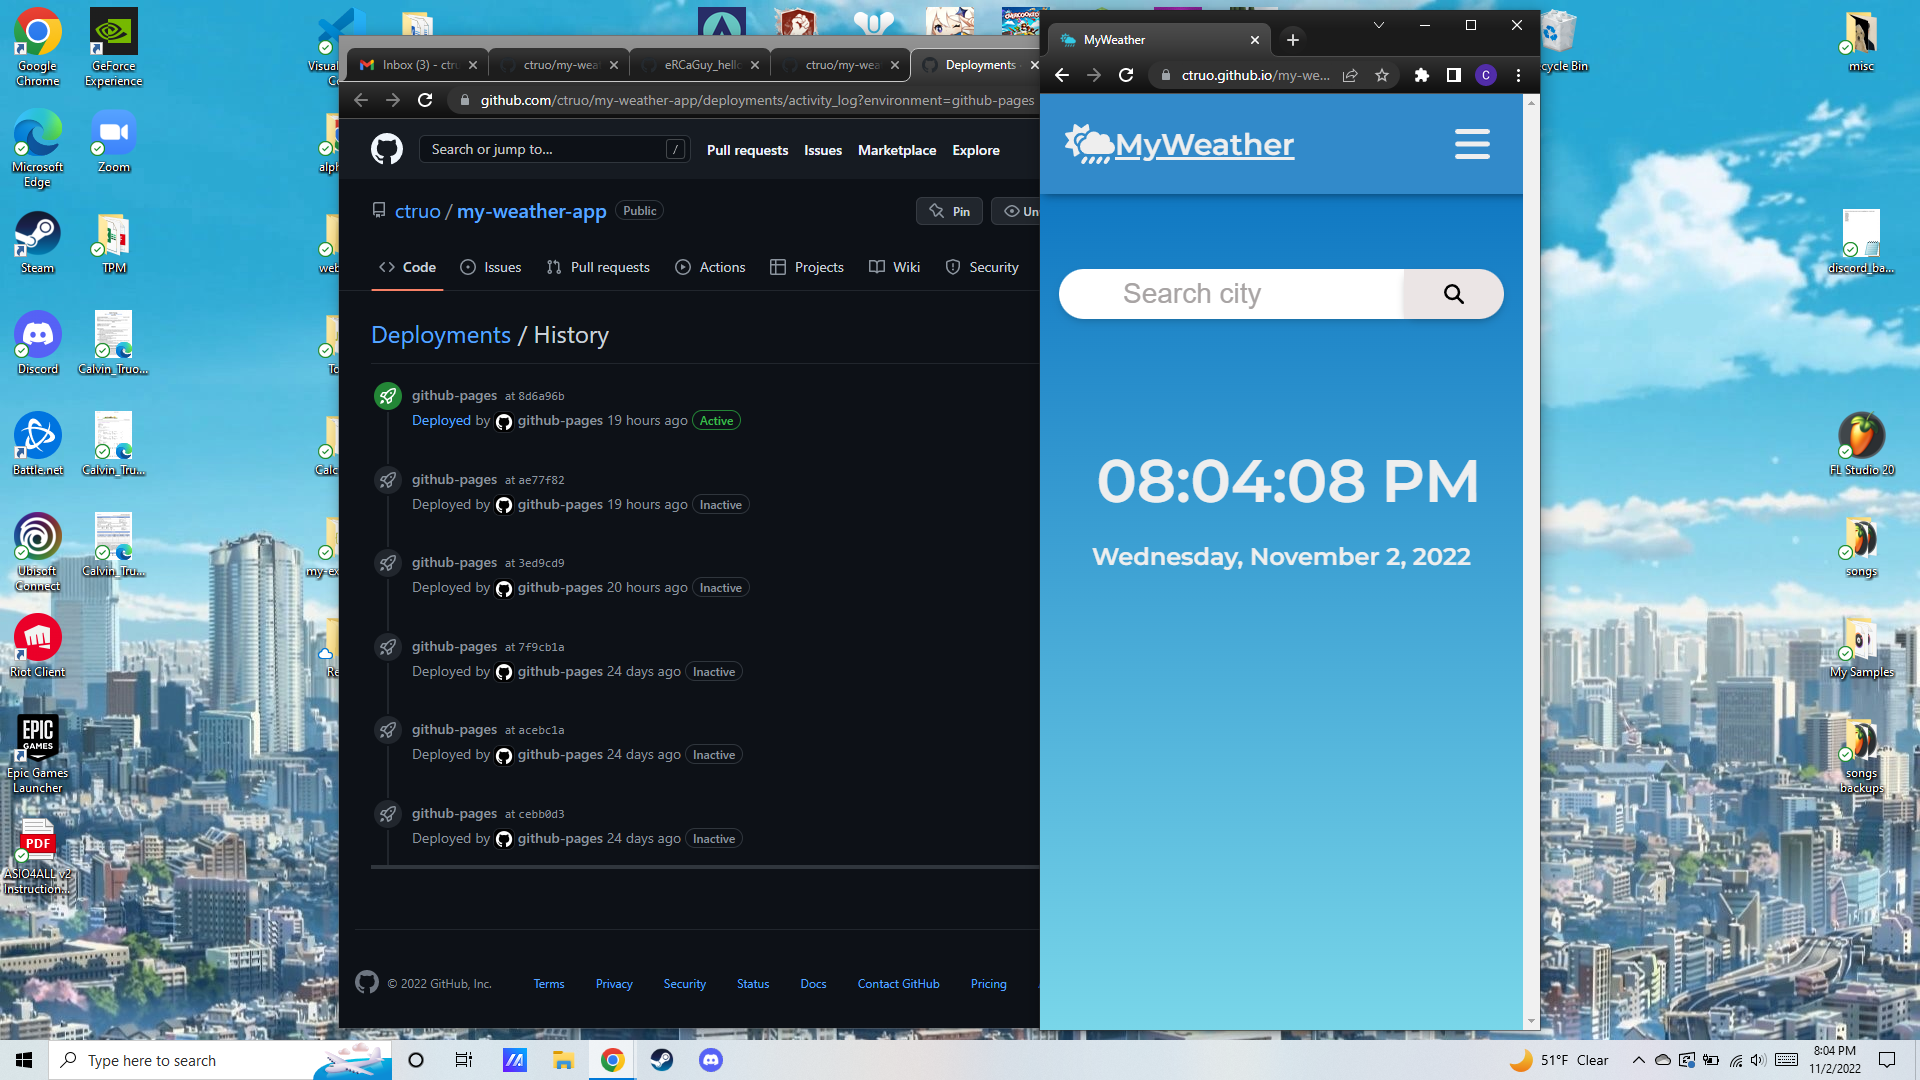 Google
Chrome
GeForce
Experience
Microsoft
Edge
Zoom
Steam
TPM
Discord
Calvin_Truo...
Battle.net
Calvin_Tru...
Ubisoft
Connect
Calvin_Tru...
Riot Client
EPIC
GAMES
Epic Games
Launcher
PDF
ASIO4ALL v2
Instruction...
Inbox (3) - ctru
ctruo/my-wea
eRCaGuy_hello
ctruo/my-wea
Deployments
github.com/ctruo/my-weather-app/deployments/activity_log?environment=github-pages
Search or jump to...
/
Pull requests
Issues
Marketplace
Explore
ctruo / my-weather-app
Public
Pin
Un
Code
Issues
Pull requests
Actions
Projects
Wiki
Security
Deployments / History
github-pages at 8d6a96b
Deployed by github-pages 19 hours ago Active
github-pages at ae77f82
Deployed by github-pages 19 hours ago Inactive
github-pages at 3ed9cd9
Deployed by github-pages 20 hours ago Inactive
github-pages at 7f9cb1a
Deployed by github-pages 24 days ago Inactive
github-pages at acebc1a
Deployed by github-pages 24 days ago Inactive
github-pages at cebb0d3
Deployed by github-pages 24 days ago Inactive
© 2022 GitHub, Inc.
Terms
Privacy
Security
Status
Docs
Contact GitHub
Pricing
MyWeather
ctruo.github.io/my-we...
C
MyWeather
Search city
08:04:08 PM
Wednesday, November 2, 2022
cycle Bin
misc
discord_ba...
FL Studio 20
songs
My Samples
songs
backups
Type here to search
51°F Clear
8:04 PM
11/2/2022